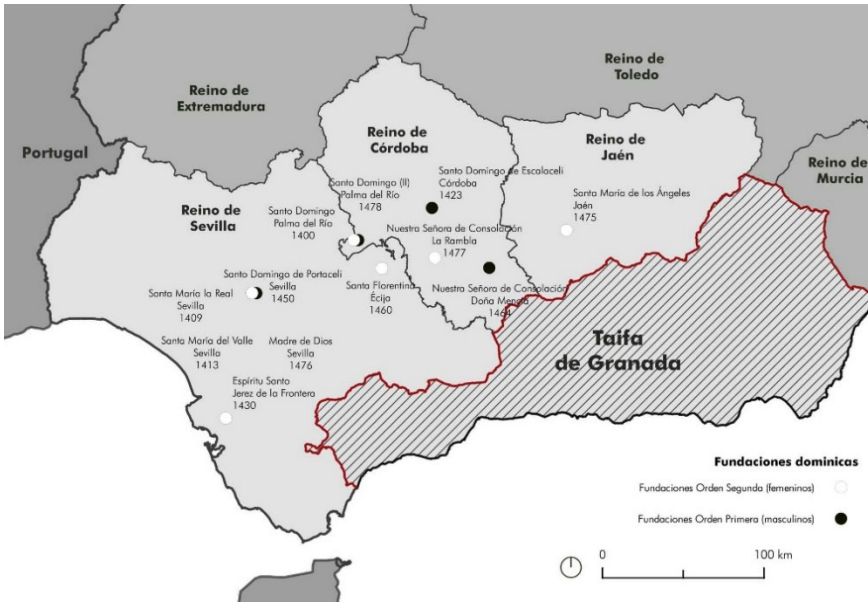 Reino de
Toledo
Reino de
Extremadura
Portugal
Reino de
Córdoba
Reino de
Jaén
Reino de
Murcia
Reino de
Sevilla
Santo Domingo de Escalaceli
Córdoba
1423
Santo Domingo (II)
Palma del Río
1478
Santo Domingo
Palma del Río
1400
Santa María de los Ángeles
Jaén
1475
Nuestra Señora de Consolación
La Rambla
1477
Santo Domingo de Portaceli
Sevilla
1450
Santa Florentina
Écija
1460
Nuestra Señora de Consolación
Doña Mencía
1464
Santa María la Real
Sevilla
1409
Santa María del Valle
Sevilla
1413
Madre de Dios
Sevilla
1476
Espíritu Santo
Jerez de la Frontera
1430
Taifa
de Granada
Fundaciones dominicas
Fundaciones Orden Segunda (femeninos)
Fundaciones Orden Primera (masculinos)
0
100 km